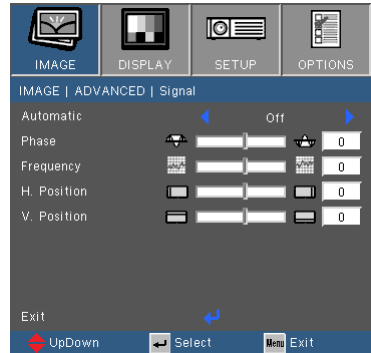 IMAGE DISPLAY SETUP OPTIONS
IMAGE | ADVANCED | Signal
Automatic Off
Phase 0
Frequency 0
H. Position 0
V. Position 0
Exit
UpDown Select Menu Exit